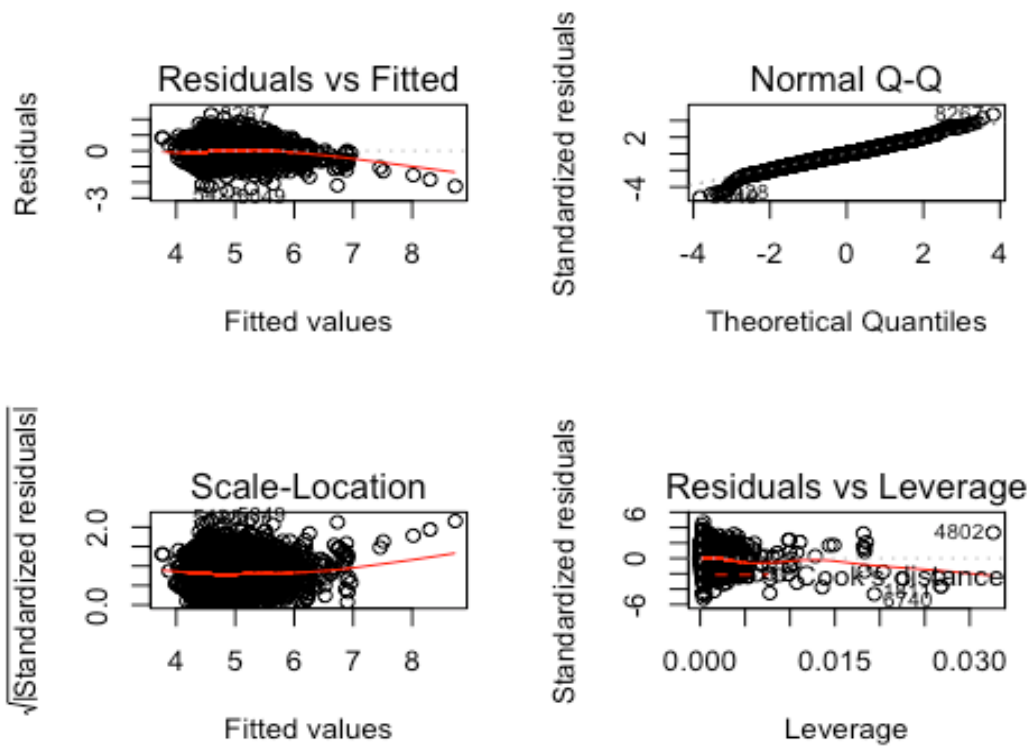 Residuals vs Fitted
8267
Residuals
0
-3
4 5 6 7 8
Fitted values
Normal Q-Q
8267
Standardized residuals
2
-4
-4 -2 0 2 4
Theoretical Quantiles
Scale-Location
5849
√|Standardized residuals|
2.0
0.0
4 5 6 7 8
Fitted values
Residuals vs Leverage
4802
Cook's distance
6740
Standardized residuals
6
0
-6
0.000 0.015 0.030
Leverage